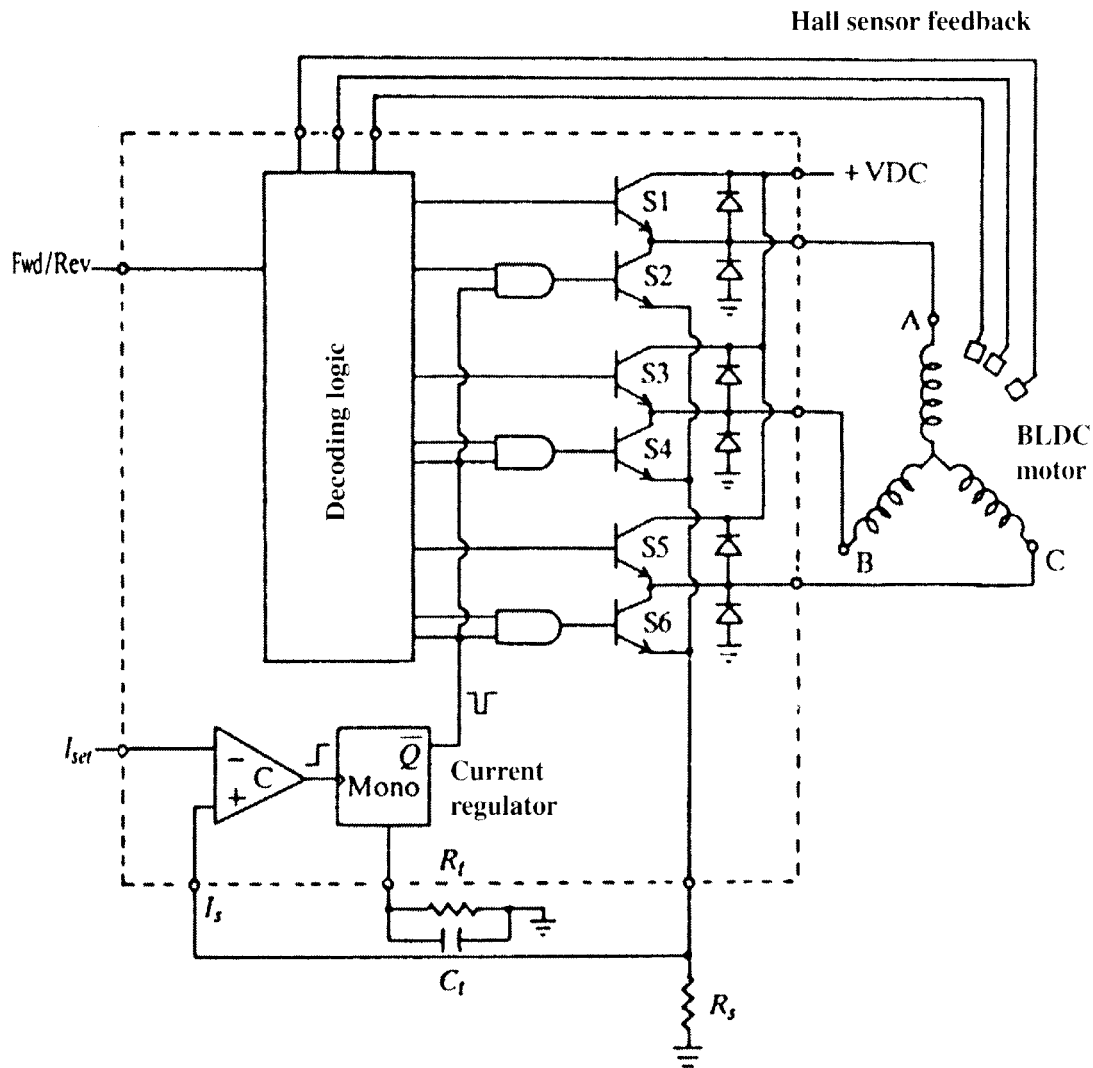 Hall sensor feedback
+ VDC
S1
Fwd/Rev
S2
A
S3
Decoding logic
S4
BLDC
motor
B
C
S5
S6
I_set
−
C
+
Q̅
Mono
Current
regulator
R_t
I_s
C_t
R_s